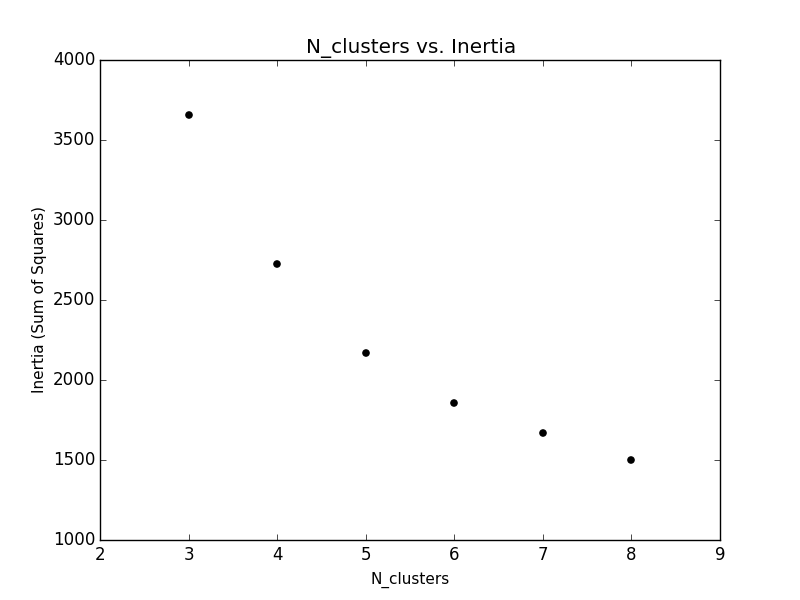 N_clusters vs. Inertia
4000
3500
3000
2500
2000
1500
1000
Inertia (Sum of Squares)
2 3 4 5 6 7 8 9
N_clusters